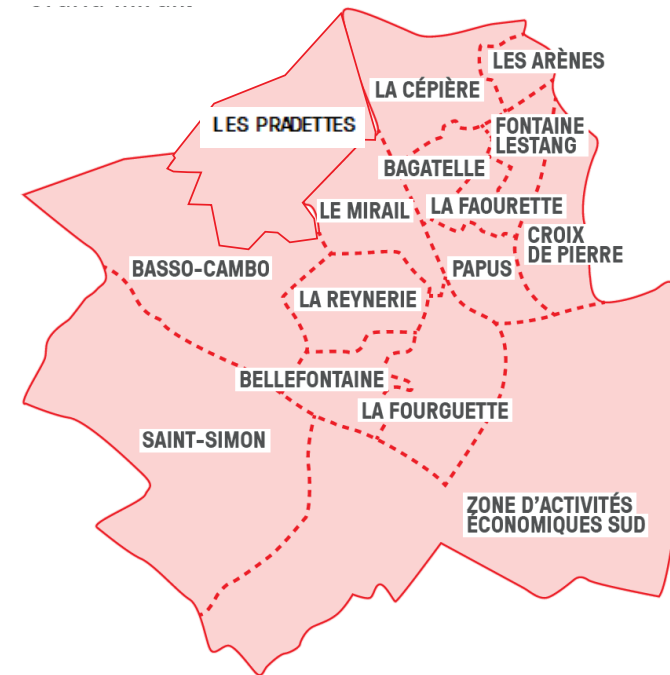 LES ARÈNES
LA CÉPIÈRE
LES PRADETTES
FONTAINE
LESTANG
BAGATELLE
LE MIRAIL
LA FAOURETTE
CROIX
DE PIERRE
BASSO-CAMBO
PAPUS
LA REYNERIE
BELLEFONTAINE
LA FOURGUETTE
SAINT-SIMON
ZONE D'ACTIVITÉS
ÉCONOMIQUES SUD